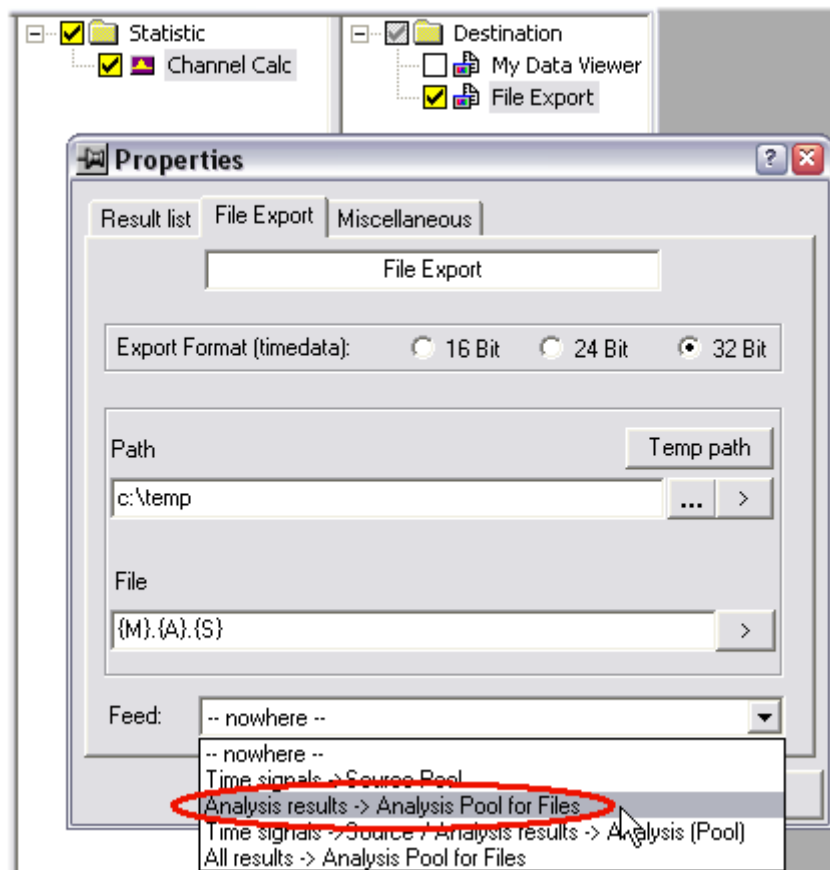 Statistic
Channel Calc
Destination
My Data Viewer
File Export
Properties
?
Result list
File Export
Miscellaneous
File Export
Export Format (timedata):
16 Bit
24 Bit
32 Bit
Path
Temp path
c:\temp
...
>
File
{M}.{A}.{S}
>
Feed:
-- nowhere --
-- nowhere --
Time signals ->Source Pool
Analysis results -> Analysis Pool for Files
Time signals ->Source / Analysis results -> Analysis (Pool)
All results -> Analysis Pool for Files